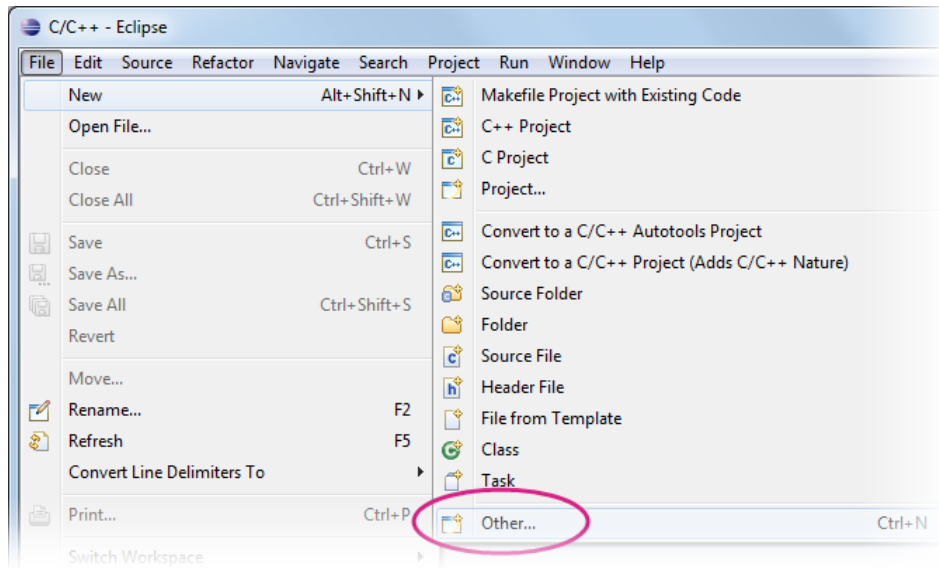 C/C++ - Eclipse
File Edit Source Refactor Navigate Search Project Run Window Help
New Alt+Shift+N
Open File...
Close Ctrl+W
Close All Ctrl+Shift+W
Save Ctrl+S
Save As...
Save All Ctrl+Shift+S
Revert
Move...
Rename... F2
Refresh F5
Convert Line Delimiters To
Print... Ctrl+P
Switch Workspace
Makefile Project with Existing Code
C++ Project
C Project
Project...
Convert to a C/C++ Autotools Project
Convert to a C/C++ Project (Adds C/C++ Nature)
Source Folder
Folder
Source File
Header File
File from Template
Class
Task
Other... Ctrl+N